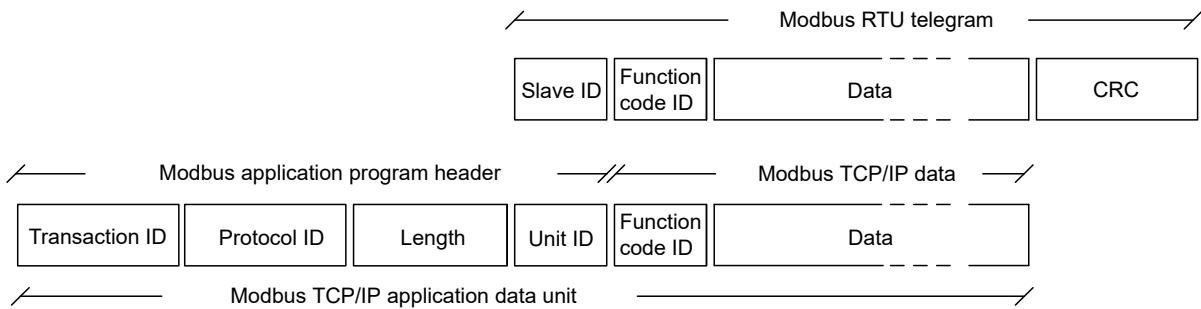 Modbus RTU telegram
Slave ID Function code ID Data CRC
Modbus application program header Modbus TCP/IP data
Transaction ID Protocol ID Length Unit ID Function code ID Data
Modbus TCP/IP application data unit